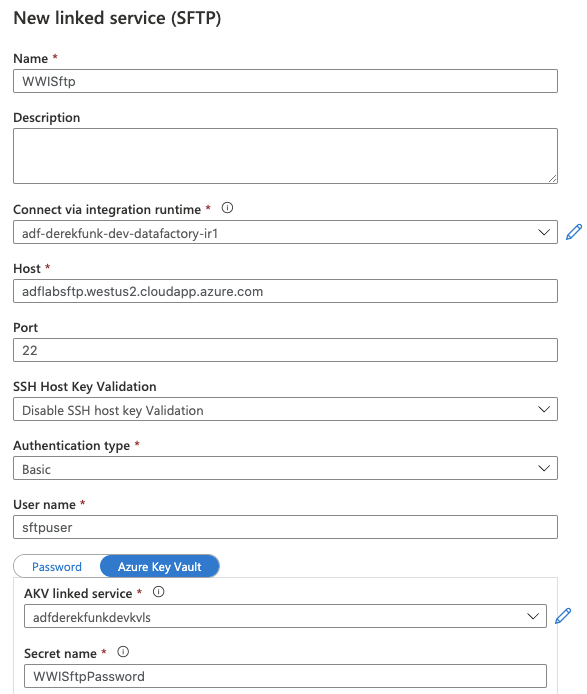 New linked service (SFTP)
Name *
WWISftp
Description
Connect via integration runtime *
adf-derekfunk-dev-datafactory-ir1
Host *
adflabsftp.westus2.cloudapp.azure.com
Port
22
SSH Host Key Validation
Disable SSH host key Validation
Authentication type *
Basic
User name *
sftpuser
Password Azure Key Vault
AKV linked service *
adfderekfunkdevkvls
Secret name *
WWISftpPassword